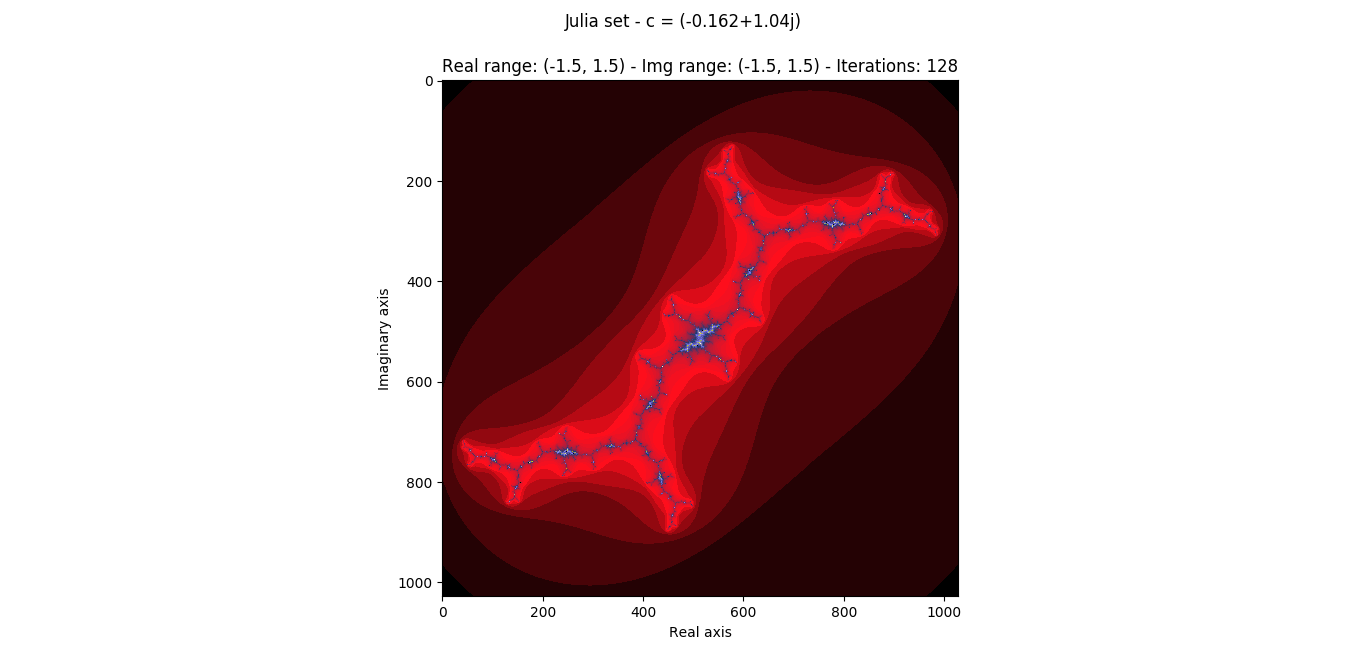 Julia set - c = (-0.162+1.04j)
Real range: (-1.5, 1.5) - Img range: (-1.5, 1.5) - Iterations: 128
0
200
400
600
800
1000
Imaginary axis
0 200 400 600 800 1000
Real axis